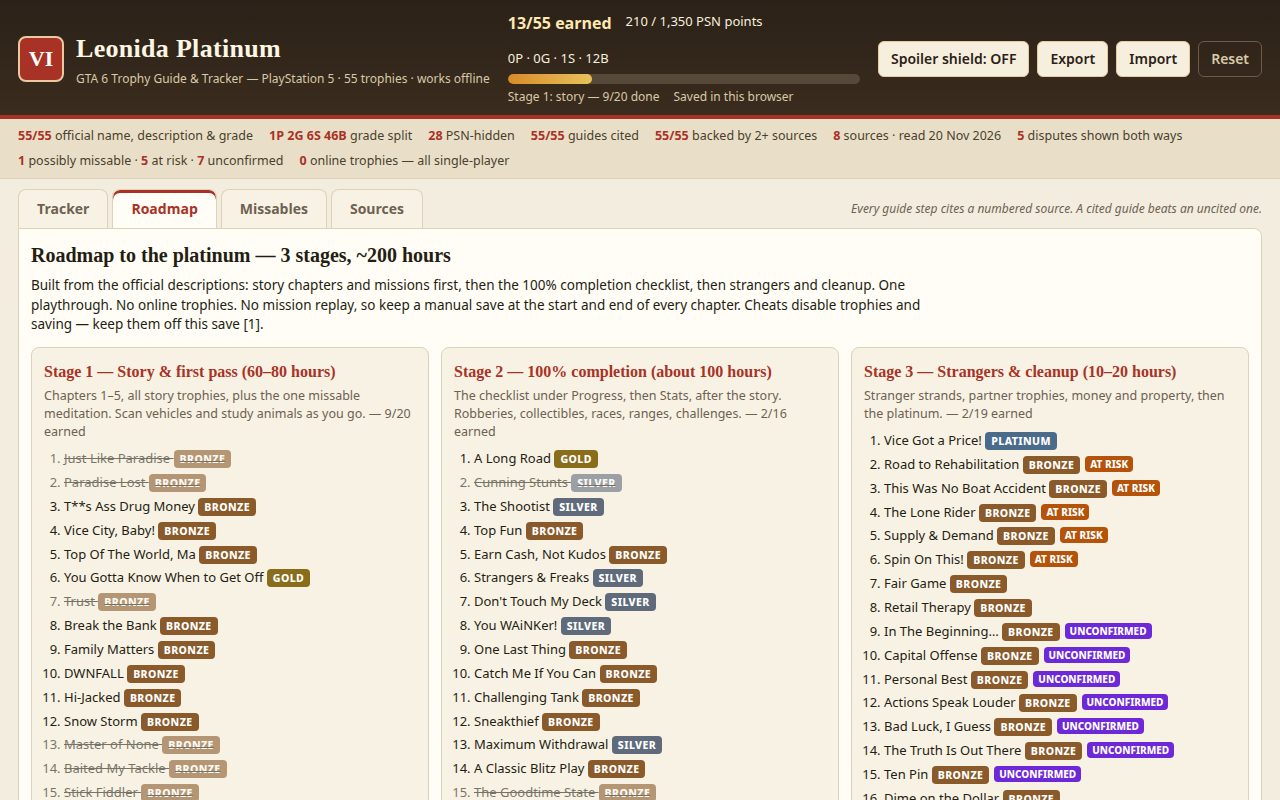 VI
Leonida Platinum
GTA 6 Trophy Guide & Tracker — PlayStation 5 · 55 trophies · works offline
13/55 earned 210 / 1,350 PSN points
0P · 0G · 1S · 12B
Stage 1: story — 9/20 done Saved in this browser
Spoiler shield: OFF
Export
Import
Reset
55/55 official name, description & grade 1P 2G 6S 46B grade split 28 PSN-hidden 55/55 guides cited 55/55 backed by 2+ sources 8 sources · read 20 Nov 2026 5 disputes shown both ways
1 possibly missable · 5 at risk · 7 unconfirmed 0 online trophies — all single-player
Tracker
Roadmap
Missables
Sources
Every guide step cites a numbered source. A cited guide beats an uncited one.
Roadmap to the platinum — 3 stages, ~200 hours
Built from the official descriptions: story chapters and missions first, then the 100% completion checklist, then strangers and cleanup. One
playthrough. No online trophies. No mission replay, so keep a manual save at the start and end of every chapter. Cheats disable trophies and
saving — keep them off this save [1].
Stage 1 — Story & first pass (60–80 hours)
Chapters 1–5, all story trophies, plus the one missable
meditation. Scan vehicles and study animals as you go. — 9/20
earned
1. Just Like Paradise BRONZE
2. Paradise Lost BRONZE
3. T**s Ass Drug Money BRONZE
4. Vice City, Baby! BRONZE
5. Top Of The World, Ma BRONZE
6. You Gotta Know When to Get Off GOLD
7. Trust BRONZE
8. Break the Bank BRONZE
9. Family Matters BRONZE
10. DWNFALL BRONZE
11. Hi-Jacked BRONZE
12. Snow Storm BRONZE
13. Master of None BRONZE
14. Baited My Tackle BRONZE
15. Stick Fiddler BRONZE
Stage 2 — 100% completion (about 100 hours)
The checklist under Progress, then Stats, after the story.
Robberies, collectibles, races, ranges, challenges. — 2/16
earned
1. A Long Road GOLD
2. Cunning Stunts SILVER
3. The Shootist SILVER
4. Top Fun BRONZE
5. Earn Cash, Not Kudos BRONZE
6. Strangers & Freaks SILVER
7. Don't Touch My Deck SILVER
8. You WAiNKer! SILVER
9. One Last Thing BRONZE
10. Catch Me If You Can BRONZE
11. Challenging Tank BRONZE
12. Sneakthief BRONZE
13. Maximum Withdrawal SILVER
14. A Classic Blitz Play BRONZE
15. The Goodtime State BRONZE
Stage 3 — Strangers & cleanup (10–20 hours)
Stranger strands, partner trophies, money and property, then
the platinum. — 2/19 earned
1. Vice Got a Price! PLATINUM
2. Road to Rehabilitation BRONZE AT RISK
3. This Was No Boat Accident BRONZE AT RISK
4. The Lone Rider BRONZE AT RISK
5. Supply & Demand BRONZE AT RISK
6. Spin On This! BRONZE AT RISK
7. Fair Game BRONZE
8. Retail Therapy BRONZE
9. In The Beginning... BRONZE UNCONFIRMED
10. Capital Offense BRONZE UNCONFIRMED
11. Personal Best BRONZE UNCONFIRMED
12. Actions Speak Louder BRONZE UNCONFIRMED
13. Bad Luck, I Guess BRONZE UNCONFIRMED
14. The Truth Is Out There BRONZE UNCONFIRMED
15. Ten Pin BRONZE UNCONFIRMED
16. Dime on the Dollar BRONZE